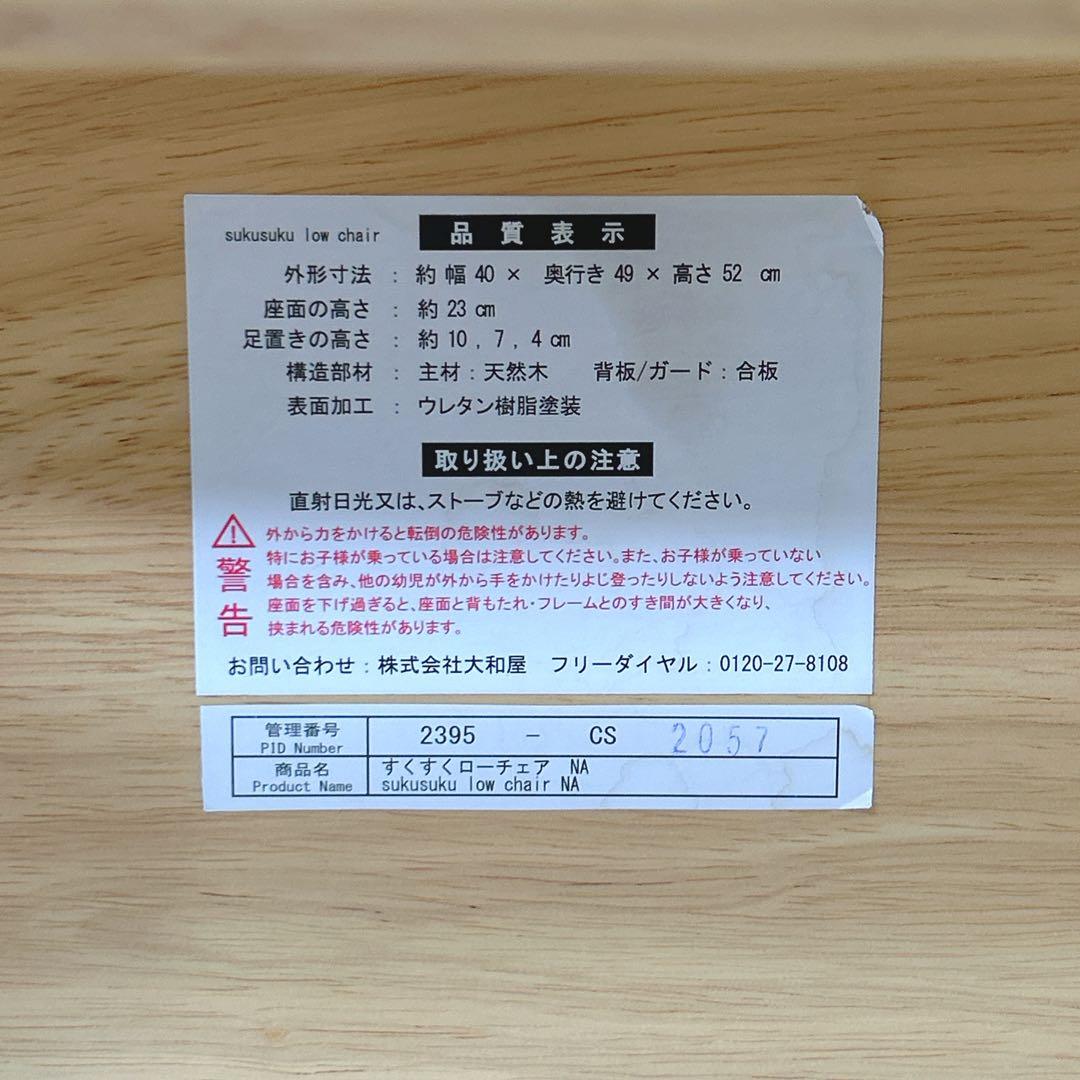 sukusuku low chair 品質表示
外形寸法 : 約 幅 40 × 奥行き 49 × 高さ 52 cm
座面の高さ : 約 23 cm
足置きの高さ : 約 10 , 7 , 4 cm
構造部材 : 主材 : 天然木 背板/ガード : 合板
表面加工 : ウレタン樹脂塗装
取り扱い上の注意
直射日光又は、ストーブなどの熱を避けてください。
警告
外から力をかけると転倒の危険性があります。
特にお子様が乗っている場合は注意してください。また、お子様が乗っていない
場合を含み、他の幼児が外から手をかけたりよじ登ったりしないよう注意してください。
座面を下げ過ぎると、座面と背もたれ・フレームとのすき間が大きくなり、
挟まれる危険性があります。
お問い合わせ : 株式会社大和屋 フリーダイヤル : 0120-27-8108
管理番号 2395 - CS 2057
PID Number
商品名 すくすくローチェア NA
Product Name sukusuku low chair NA